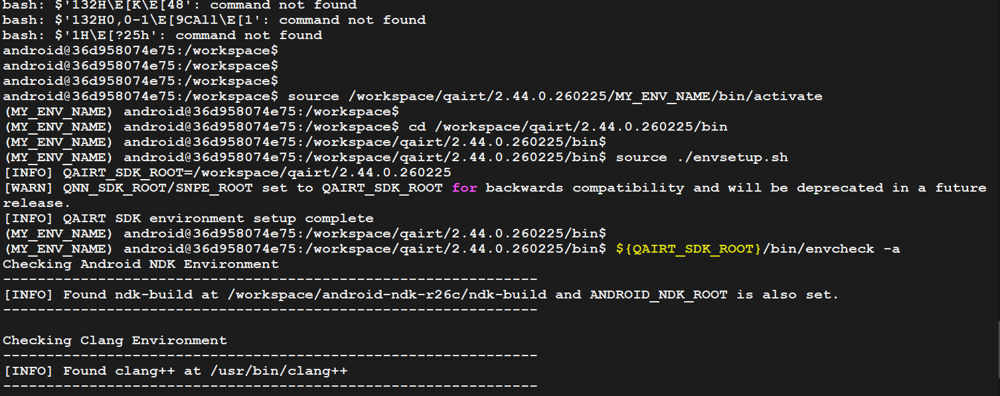 bash: $'132H\E[K\E[48': command not found
bash: $'132H0,0-1\E[9CAll\E[1': command not found
bash: $'1H\E[?25h': command not found
android@36d958074e75:/workspace$
android@36d958074e75:/workspace$
android@36d958074e75:/workspace$
android@36d958074e75:/workspace$ source /workspace/qairt/2.44.0.260225/MY_ENV_NAME/bin/activate
(MY_ENV_NAME) android@36d958074e75:/workspace$
(MY_ENV_NAME) android@36d958074e75:/workspace$ cd /workspace/qairt/2.44.0.260225/bin
(MY_ENV_NAME) android@36d958074e75:/workspace/qairt/2.44.0.260225/bin$
(MY_ENV_NAME) android@36d958074e75:/workspace/qairt/2.44.0.260225/bin$ source ./envsetup.sh
[INFO] QAIRT_SDK_ROOT=/workspace/qairt/2.44.0.260225
[WARN] QNN_SDK_ROOT/SNPE_ROOT set to QAIRT_SDK_ROOT for backwards compatibility and will be deprecated in a future
release.
[INFO] QAIRT SDK environment setup complete
(MY_ENV_NAME) android@36d958074e75:/workspace/qairt/2.44.0.260225/bin$
(MY_ENV_NAME) android@36d958074e75:/workspace/qairt/2.44.0.260225/bin$ ${QAIRT_SDK_ROOT}/bin/envcheck -a
Checking Android NDK Environment
--------------------------------------------------------------
[INFO] Found ndk-build at /workspace/android-ndk-r26c/ndk-build and ANDROID_NDK_ROOT is also set.
--------------------------------------------------------------
Checking Clang Environment
--------------------------------------------------------------
[INFO] Found clang++ at /usr/bin/clang++
--------------------------------------------------------------